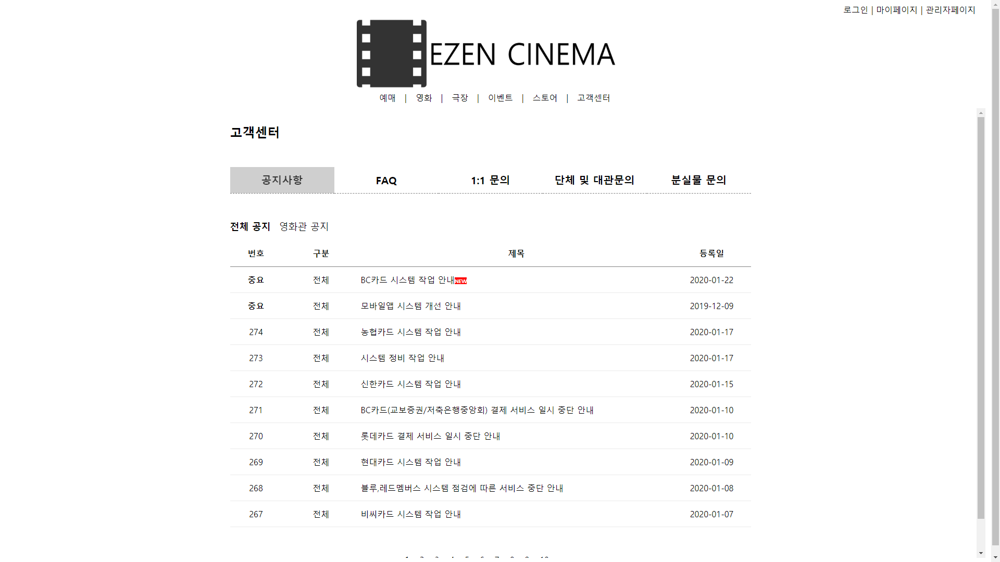 로그인 | 마이페이지 | 관리자페이지
EZEN CINEMA
예매 | 영화 | 극장 | 이벤트 | 스토어 | 고객센터
고객센터
공지사항 FAQ 1:1 문의 단체 및 대관문의 분실물 문의
전체 공지 영화관 공지
번호 구분 제목 등록일
중요 전체 BC카드 시스템 작업 안내NEW 2020-01-22
중요 전체 모바일앱 시스템 개선 안내 2019-12-09
274 전체 농협카드 시스템 작업 안내 2020-01-17
273 전체 시스템 정비 작업 안내 2020-01-17
272 전체 신한카드 시스템 작업 안내 2020-01-15
271 전체 BC카드(교보증권/저축은행중앙회) 결제 서비스 일시 중단 안내 2020-01-10
270 전체 롯데카드 결제 서비스 일시 중단 안내 2020-01-10
269 전체 현대카드 시스템 작업 안내 2020-01-09
268 전체 블루,레드멤버스 시스템 점검에 따른 서비스 중단 안내 2020-01-08
267 전체 비씨카드 시스템 작업 안내 2020-01-07
1 2 3 4 5 6 7 8 9 10